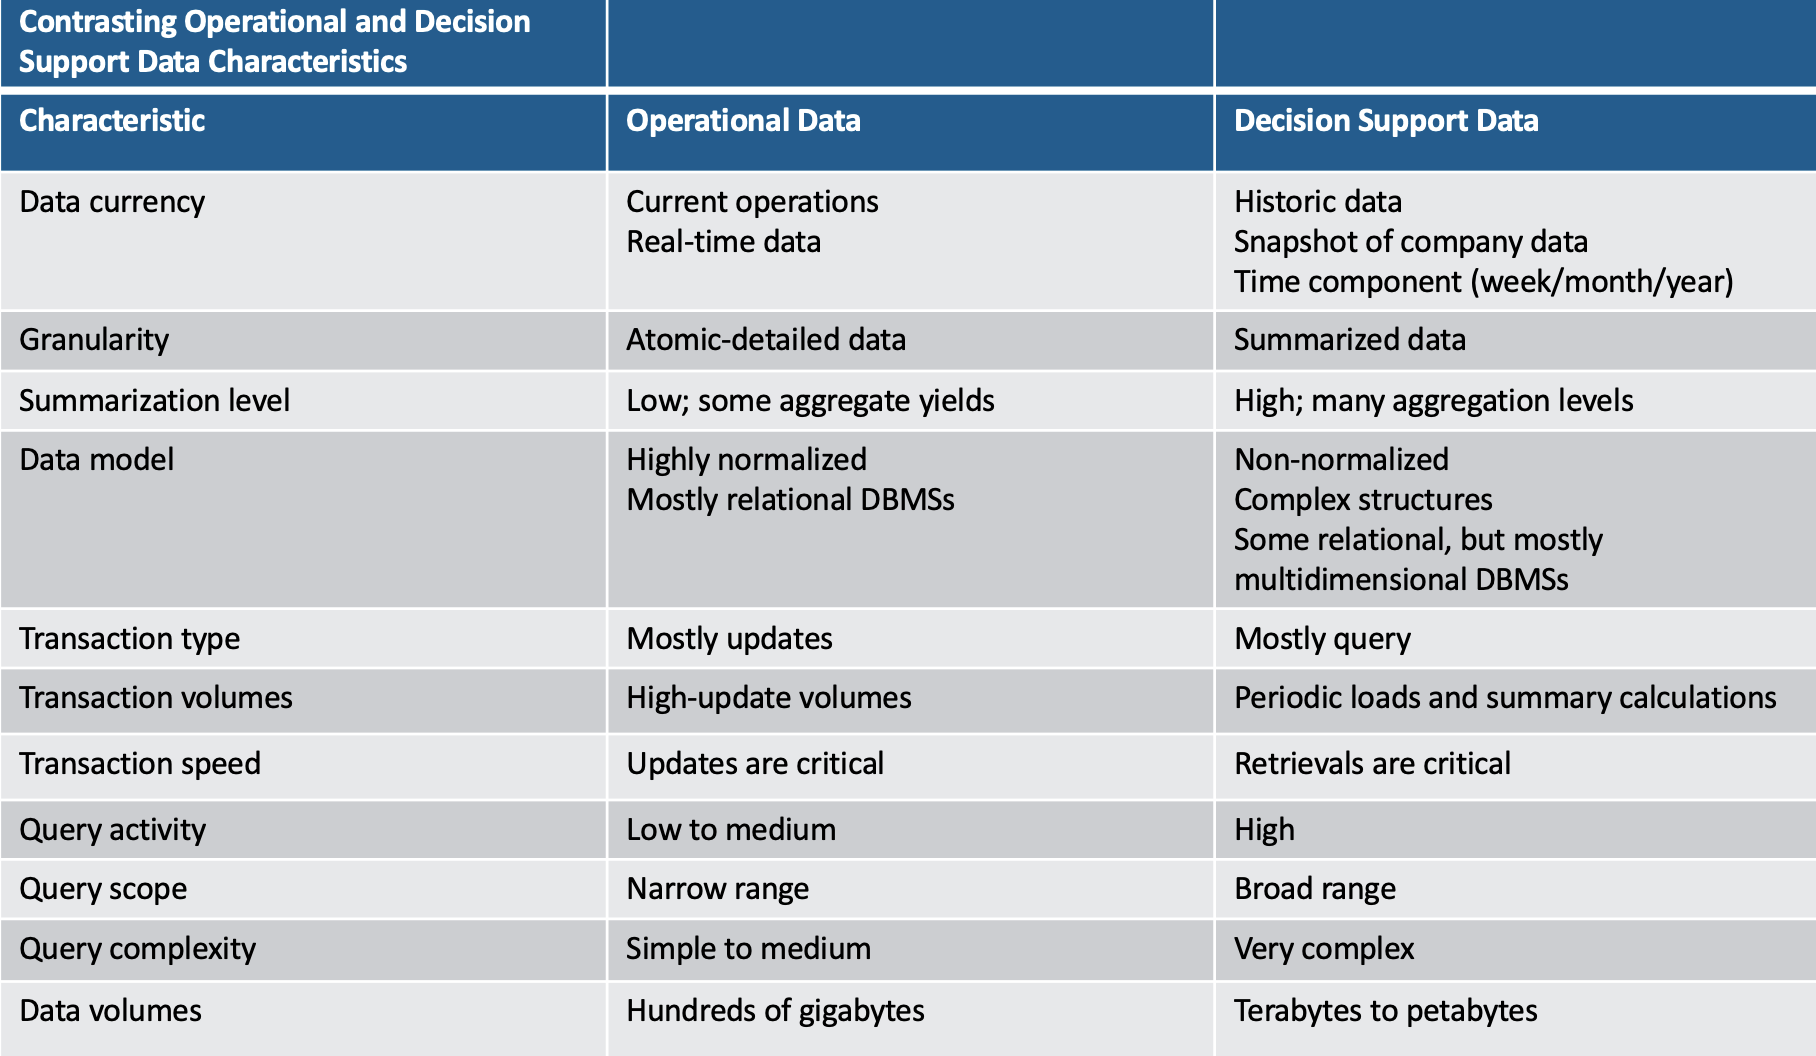 Contrasting Operational and Decision
Support Data Characteristics
Characteristic
Operational Data
Decision Support Data
Data currency
Current operations
Real-time data
Historic data
Snapshot of company data
Time component (week/month/year)
Granularity
Atomic-detailed data
Summarized data
Summarization level
Low; some aggregate yields
High; many aggregation levels
Data model
Highly normalized
Mostly relational DBMSs
Non-normalized
Complex structures
Some relational, but mostly
multidimensional DBMSs
Transaction type
Mostly updates
Mostly query
Transaction volumes
High-update volumes
Periodic loads and summary calculations
Transaction speed
Updates are critical
Retrievals are critical
Query activity
Low to medium
High
Query scope
Narrow range
Broad range
Query complexity
Simple to medium
Very complex
Data volumes
Hundreds of gigabytes
Terabytes to petabytes